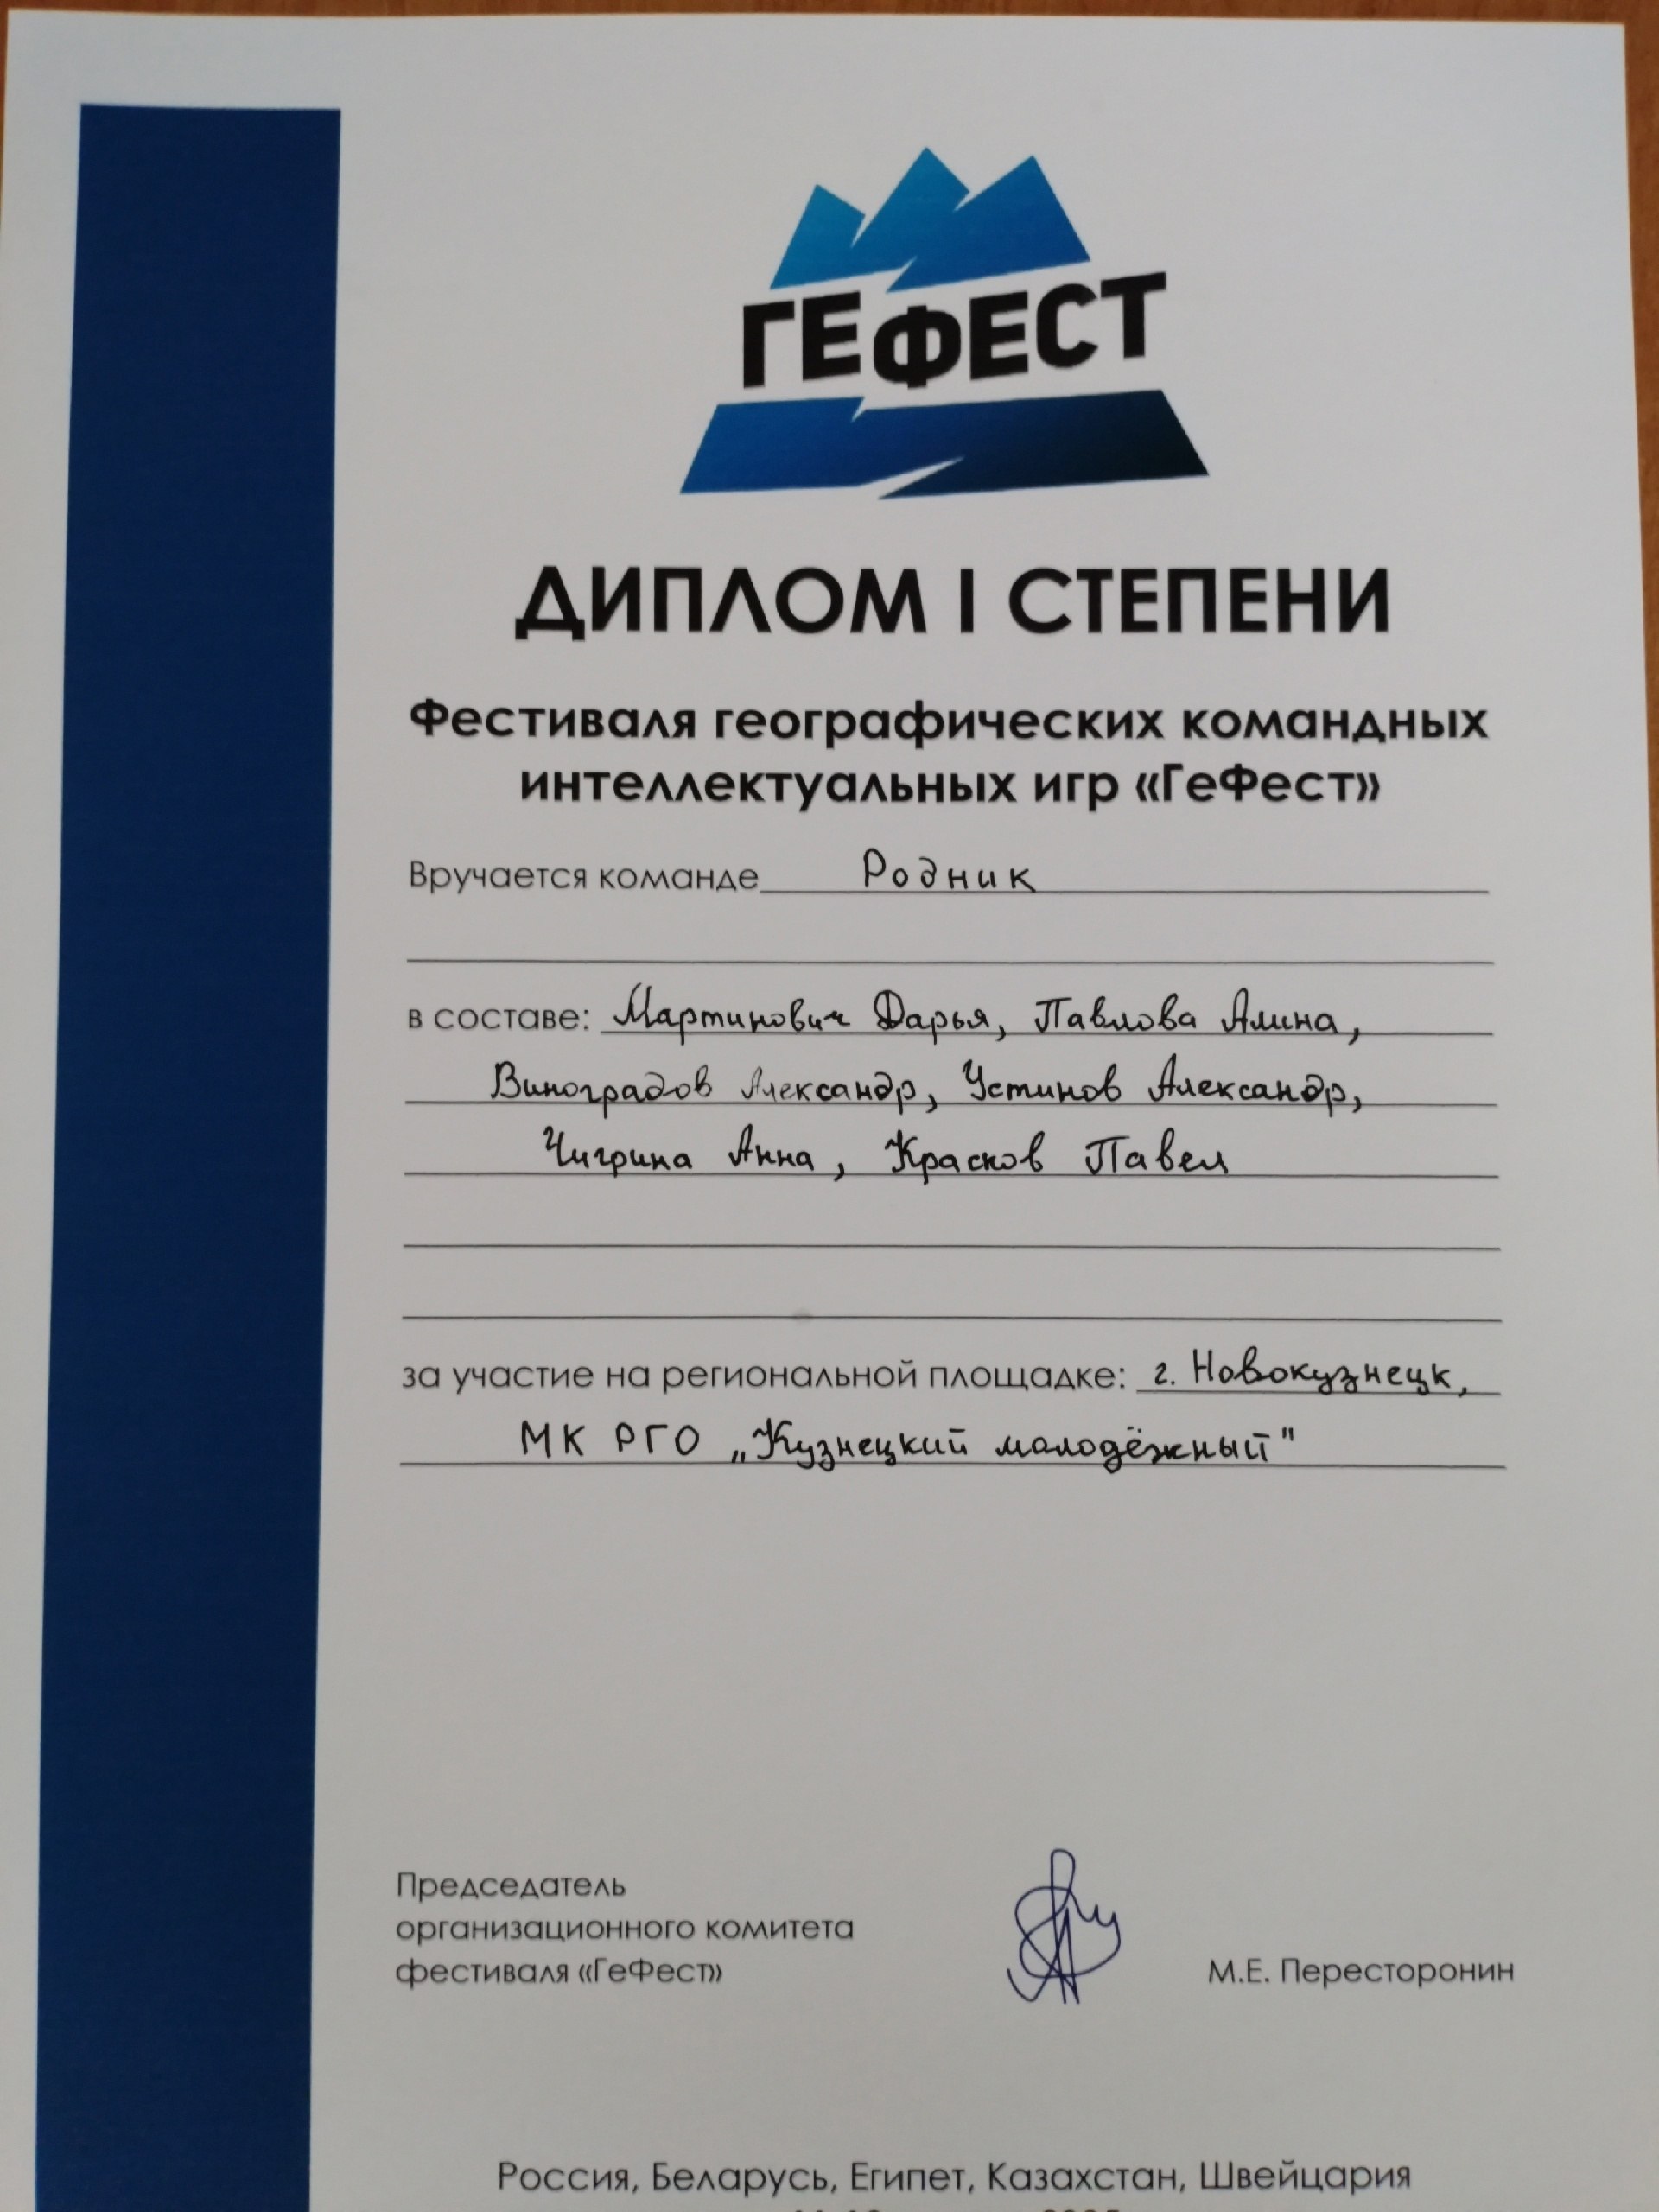 ГЕФЕСТ
ДИПЛОМ I СТЕПЕНИ
Фестиваля географических командных
интеллектуальных игр «ГеФест»
Вручается команде Родник
в составе: Мартинович Дарья, Павлова Алина,
Виноградов Александр, Устинов Александр,
Чигрина Анна, Красков Павел
за участие на региональной площадке: г. Новокузнецк,
МК РГО „Кузнецкий молодёжный"
Председатель
организационного комитета
фестиваля «ГеФест»
М.Е. Пересторонин
Россия, Беларусь, Египет, Казахстан, Швейцария